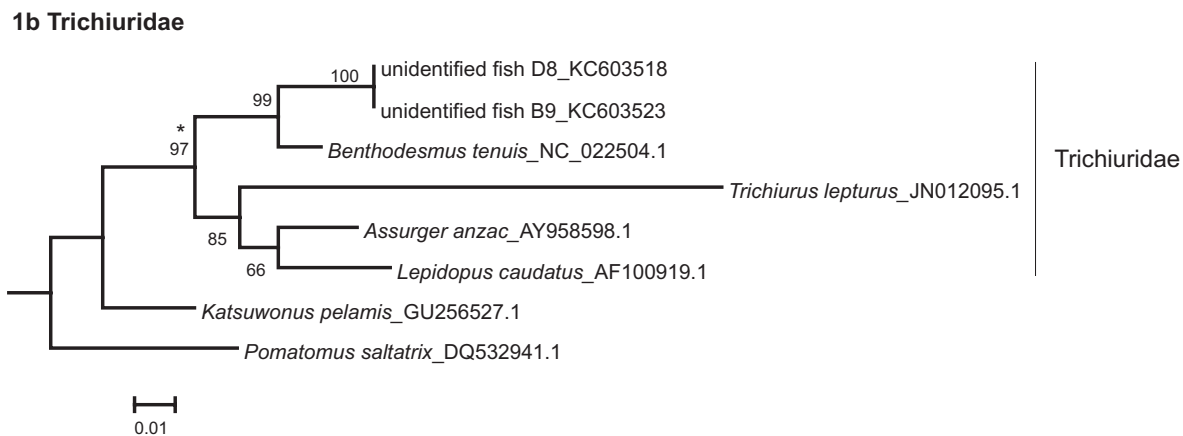 1b Trichiuridae
100
unidentified fish D8_KC603518
99
unidentified fish B9_KC603523
*
97
Benthodesmus tenuis_NC_022504.1
Trichiuridae
Trichiurus lepturus_JN012095.1
85
Assurger anzac_AY958598.1
66
Lepidopus caudatus_AF100919.1
Katsuwonus pelamis_GU256527.1
Pomatomus saltatrix_DQ532941.1
0.01